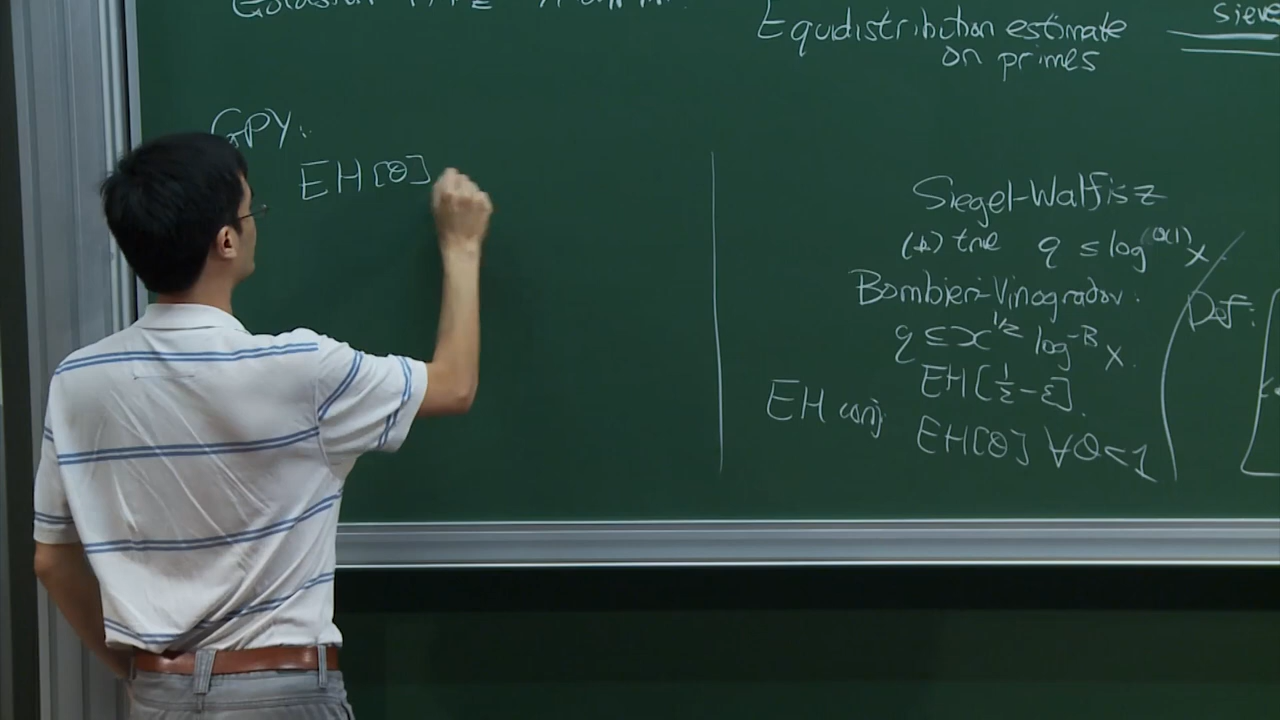 Equidistribution estimate
on primes
sieve
GPY:
EH[θ]
Siegel-Walfisz
(*) true q ≤ log^{O(1)} x
Bombieri-Vinogradov:
q ≤ x^{1/2} log^{-B} x.
EH[1/2-ε].
EH conj EH[θ] ∀θ<1
Def: